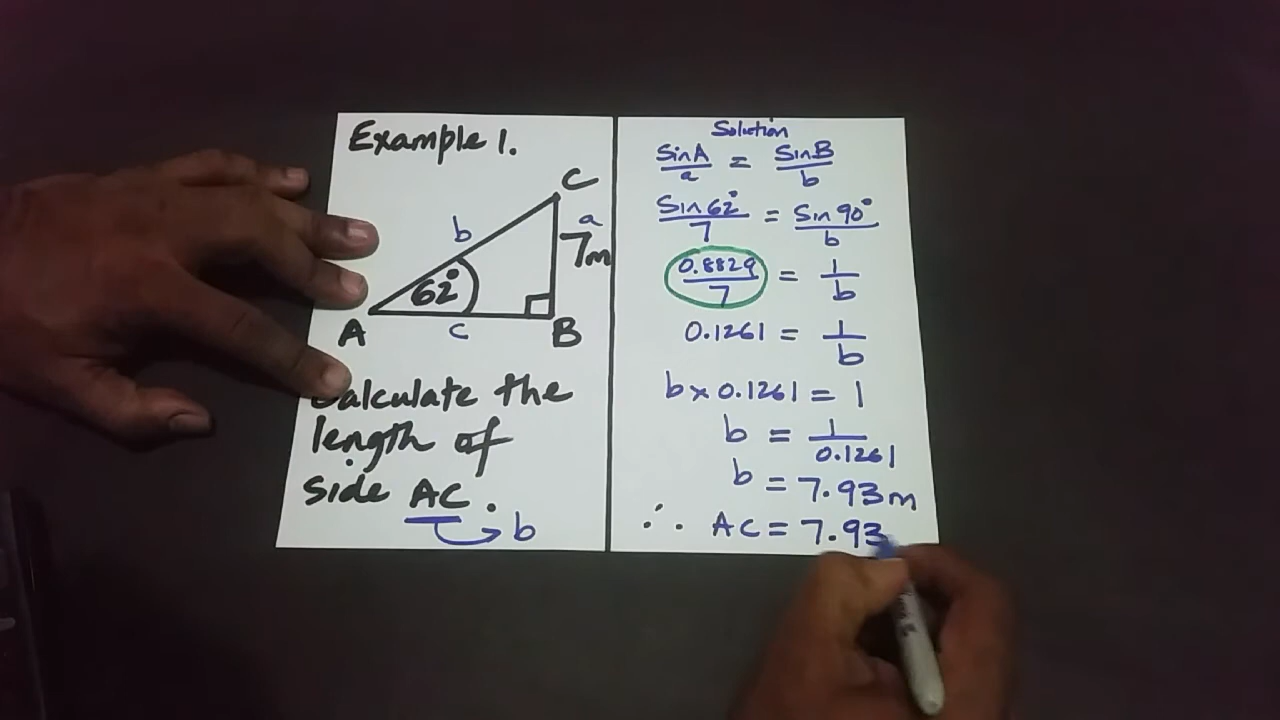 Example 1.
C
b
a
7m
62°
A
c
B
Calculate the
length of
side AC.
b
Solution
SinA/a = SinB/b
Sin62°/7 = Sin90°/b
0.8829/7 = 1/b
0.1261 = 1/b
b × 0.1261 = 1
b = 1/0.1261
b = 7.93m
∴ AC = 7.93